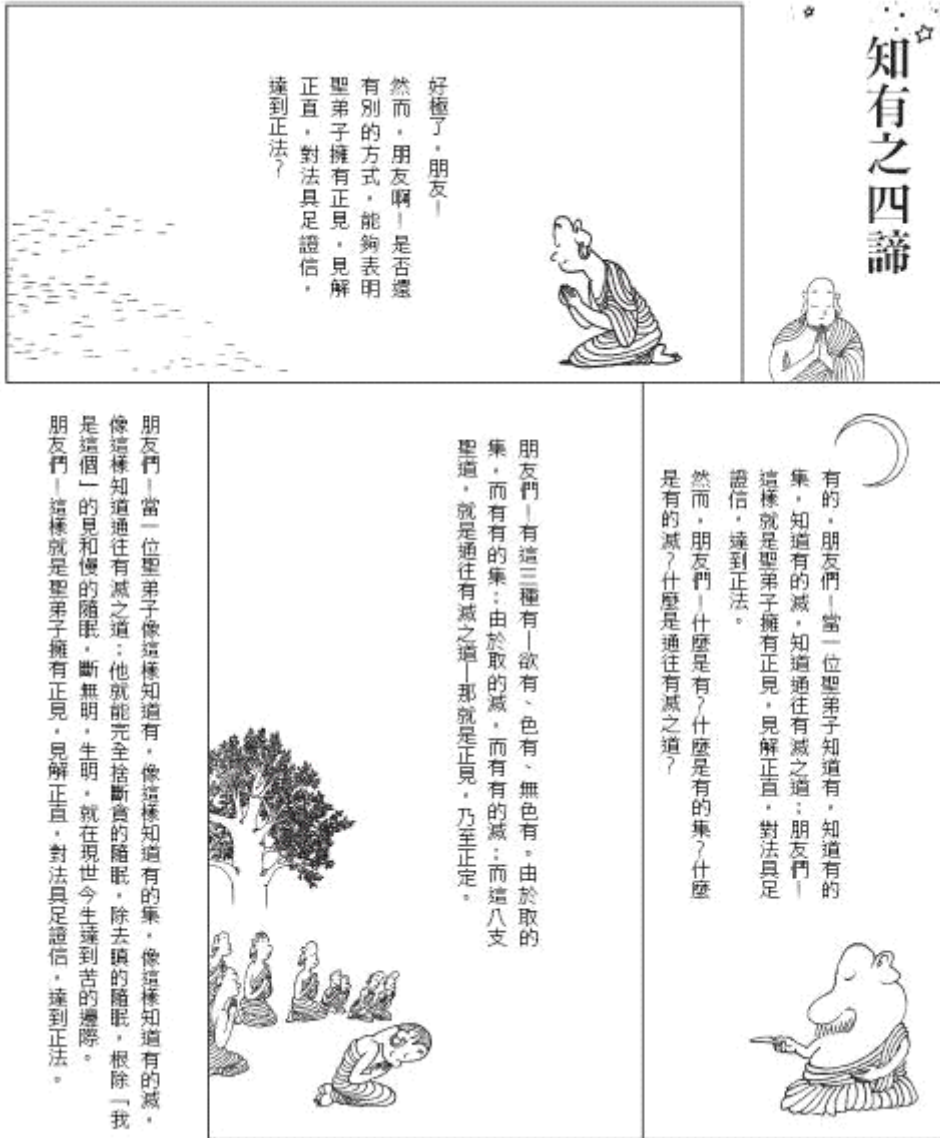 知有之四諦
好極了，朋友！
然而，朋友啊！是否還
有別的方式，能夠表明
聖弟子擁有正見，見解
正直，對法具足證信，
達到正法？
有的，朋友們！當一位聖弟子知道有，知道有的
集，知道有的滅，知道通往有滅之道；朋友們！
這樣就是聖弟子擁有正見，見解正直，對法具足
證信，達到正法。
然而，朋友們！什麼是有？什麼是有的集？什麼
是有的滅？什麼是通往有滅之道？
朋友們！有這三種有！欲有、色有、無色有。由於取的
集，而有有的集；由於取的滅，而有有的滅；而這八支
聖道，就是通往有滅之道！那就是正見，乃至正定。
朋友們！當一位聖弟子像這樣知道有，像這樣知道有的集，像這樣知道有的滅，
像這樣知道通往有滅之道；他就能完全捨斷貪的隨眠，除去瞋的隨眠，根除「我
是這個」的見和慢的隨眠，斷無明，生明，就在現世今生達到苦的邊際。
朋友們！這樣就是聖弟子擁有正見，見解正直，對法具足證信，達到正法。